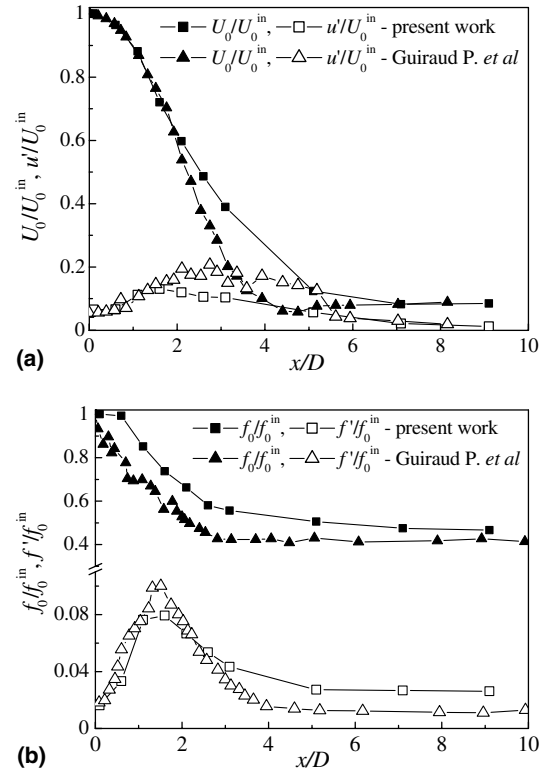 1
0.8
0.6
0.4
0.2
0
U₀/Uā‚€ⁱⁿ, u'/U₀ⁱⁿ
U₀/U₀ⁱⁿ, u'/U₀ⁱⁿ - present work
U₀/U₀ⁱⁿ, u'/U₀ⁱⁿ - Guiraud P. et al
0 2 4 6 8 10
x/D
(a)
1
0.8
0.6
0.4
0.08
0.04
0
f₀/f₀ⁱⁿ, f'/f₀ⁱⁿ
f₀/f₀ⁱⁿ, f'/f₀ⁱⁿ - present work
f₀/f₀ⁱⁿ, f'/f₀ⁱⁿ - Guiraud P. et al
0 2 4 6 8 10
x/D
(b)